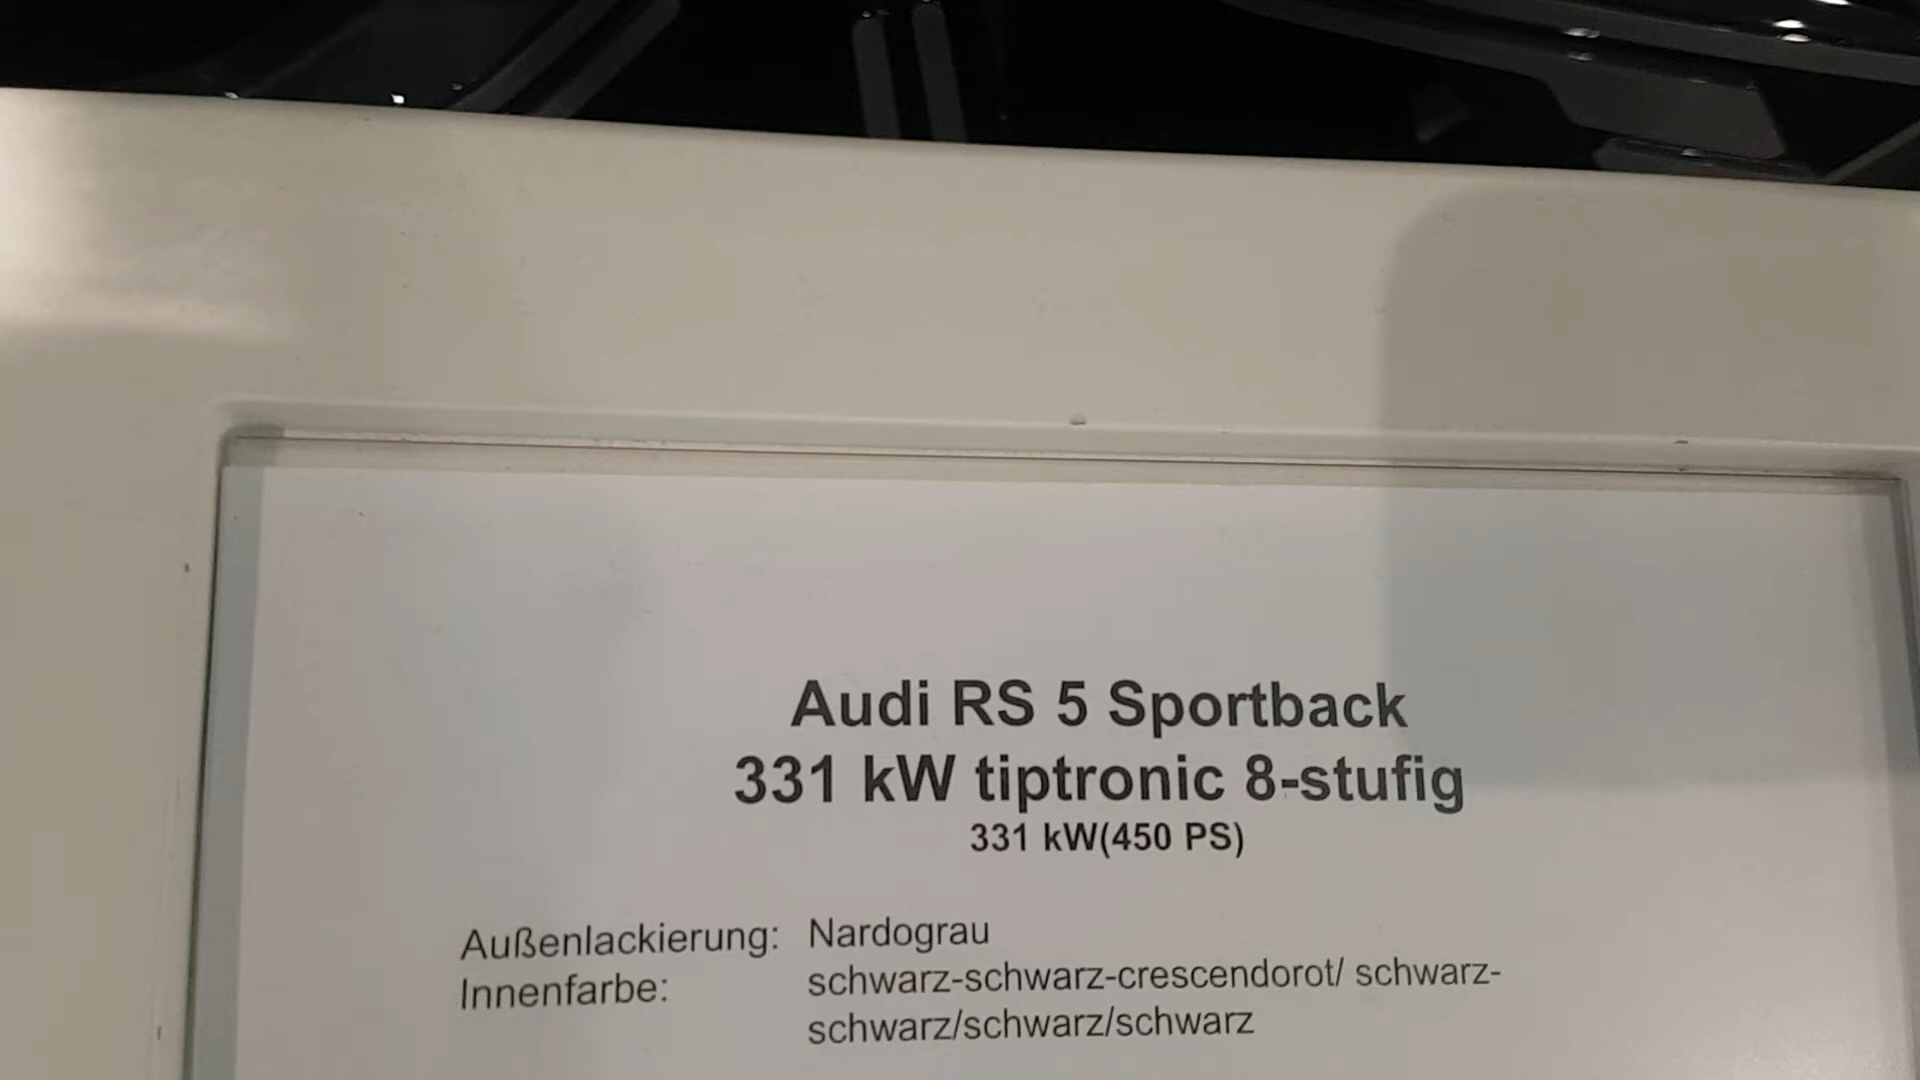 Audi RS 5 Sportback
331 kW tiptronic 8-stufig
331 kW(450 PS)
Außenlackierung: Nardograu
Innenfarbe: schwarz-schwarz-crescendorot/ schwarz-
schwarz/schwarz/schwarz